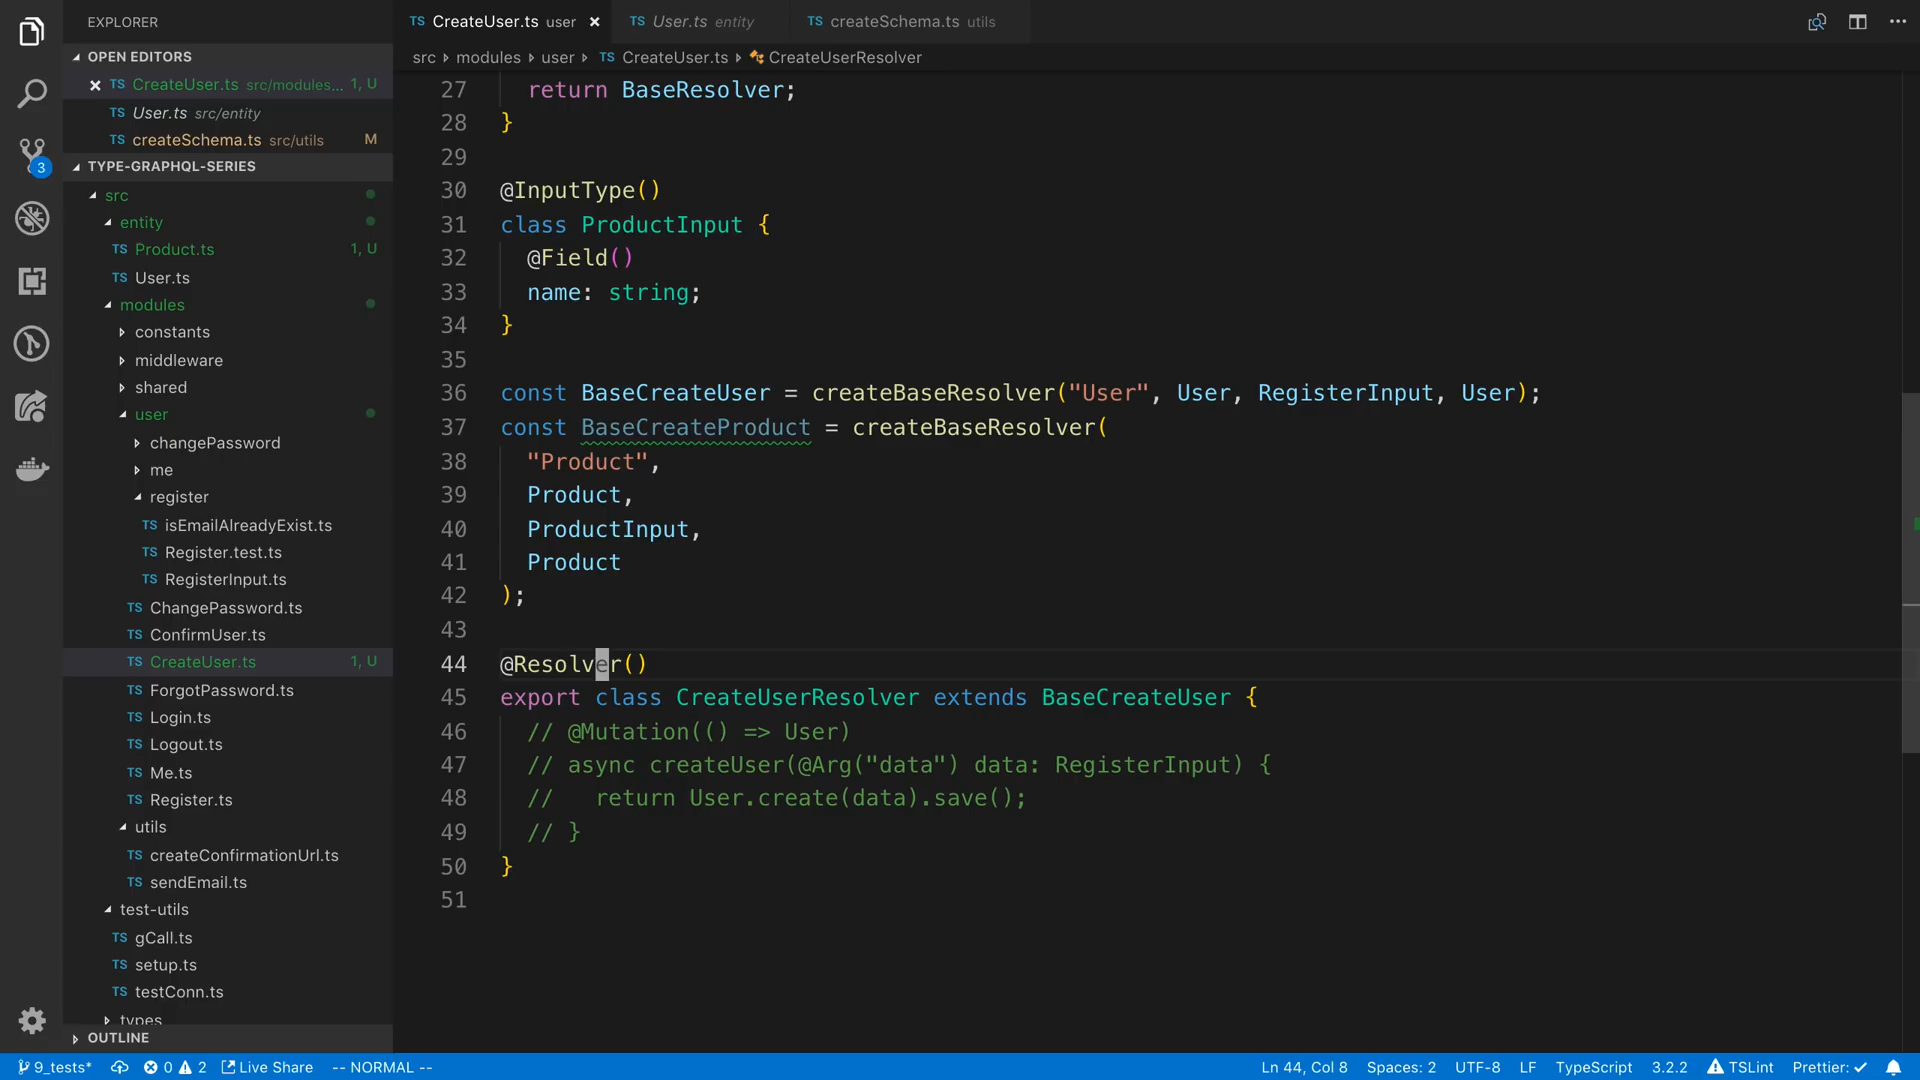 EXPLORER
OPEN EDITORS
TS CreateUser.ts src/modules... 1, U
TS User.ts src/entity
TS createSchema.ts src/utils M
TYPE-GRAPHQL-SERIES
src
entity
TS Product.ts 1, U
TS User.ts
modules
constants
middleware
shared
user
changePassword
me
register
TS isEmailAlreadyExist.ts
TS Register.test.ts
TS RegisterInput.ts
TS ChangePassword.ts
TS ConfirmUser.ts
TS CreateUser.ts 1, U
TS ForgotPassword.ts
TS Login.ts
TS Logout.ts
TS Me.ts
TS Register.ts
utils
TS createConfirmationUrl.ts
TS sendEmail.ts
test-utils
TS gCall.ts
TS setup.ts
TS testConn.ts
types
OUTLINE
3
TS CreateUser.ts user TS User.ts entity TS createSchema.ts utils
src modules user TS CreateUser.ts CreateUserResolver
27 return BaseResolver;
28 }
29
30 @InputType()
31 class ProductInput {
32 @Field()
33 name: string;
34 }
35
36 const BaseCreateUser = createBaseResolver("User", User, RegisterInput, User);
37 const BaseCreateProduct = createBaseResolver(
38 "Product",
39 Product,
40 ProductInput,
41 Product
42 );
43
44 @Resolver()
45 export class CreateUserResolver extends BaseCreateUser {
46 // @Mutation(() => User)
47 // async createUser(@Arg("data") data: RegisterInput) {
48 // return User.create(data).save();
49 // }
50 }
51
9_tests* 0 2 Live Share -- NORMAL -- Ln 44, Col 8 Spaces: 2 UTF-8 LF TypeScript 3.2.2 TSLint Prettier: ✓